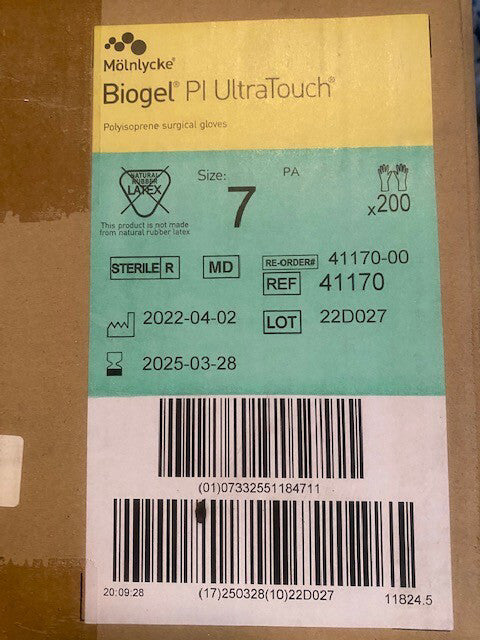 Mölnlycke®
Biogel® PI UltraTouch®
Polyisoprene surgical gloves
NATURAL
RUBBER
LATEX
Size:
7
PA
x200
This product is not made
from natural rubber latex
STERILE R
MD
RE-ORDER# 41170-00
REF 41170
2022-04-02
LOT 22D027
2025-03-28
(01)07332551184711
20:09:28
(17)250328(10)22D027
11824.5